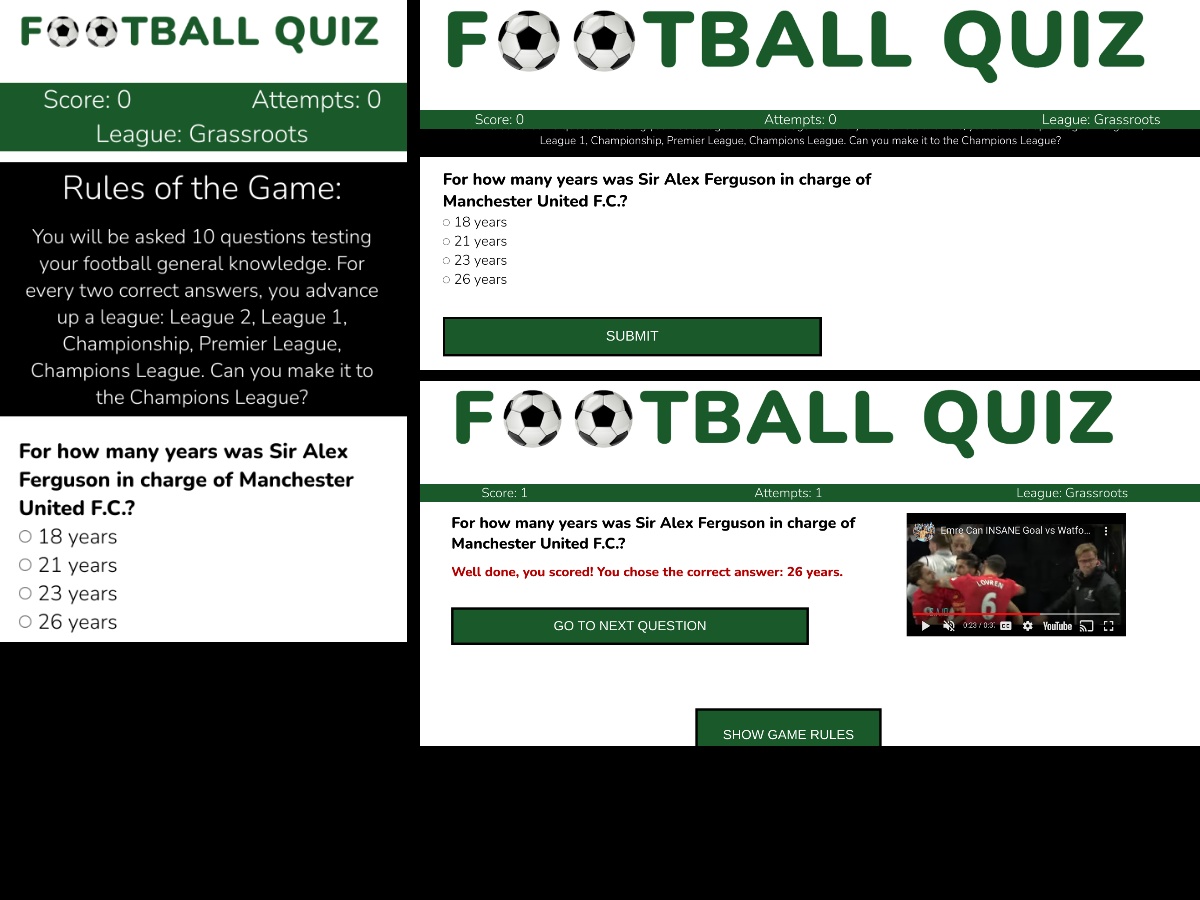 FOOTBALL QUIZ
Score: 0 Attempts: 0
League: Grassroots
Rules of the Game:
You will be asked 10 questions testing
your football general knowledge. For
every two correct answers, you advance
up a league: League 2, League 1,
Championship, Premier League,
Champions League. Can you make it to
the Champions League?
For how many years was Sir Alex
Ferguson in charge of Manchester
United F.C.?
18 years
21 years
23 years
26 years
FOOTBALL QUIZ
Score: 0 Attempts: 0 League: Grassroots
League 1, Championship, Premier League, Champions League. Can you make it to the Champions League?
For how many years was Sir Alex Ferguson in charge of
Manchester United F.C.?
18 years
21 years
23 years
26 years
SUBMIT
FOOTBALL QUIZ
Score: 1 Attempts: 1 League: Grassroots
For how many years was Sir Alex Ferguson in charge of
Manchester United F.C.?
Well done, you scored! You chose the correct answer: 26 years.
GO TO NEXT QUESTION
Emre Can INSANE Goal vs Watfo...
LOVREN
6
0:23 / 0:3
CC
YouTube
SHOW GAME RULES